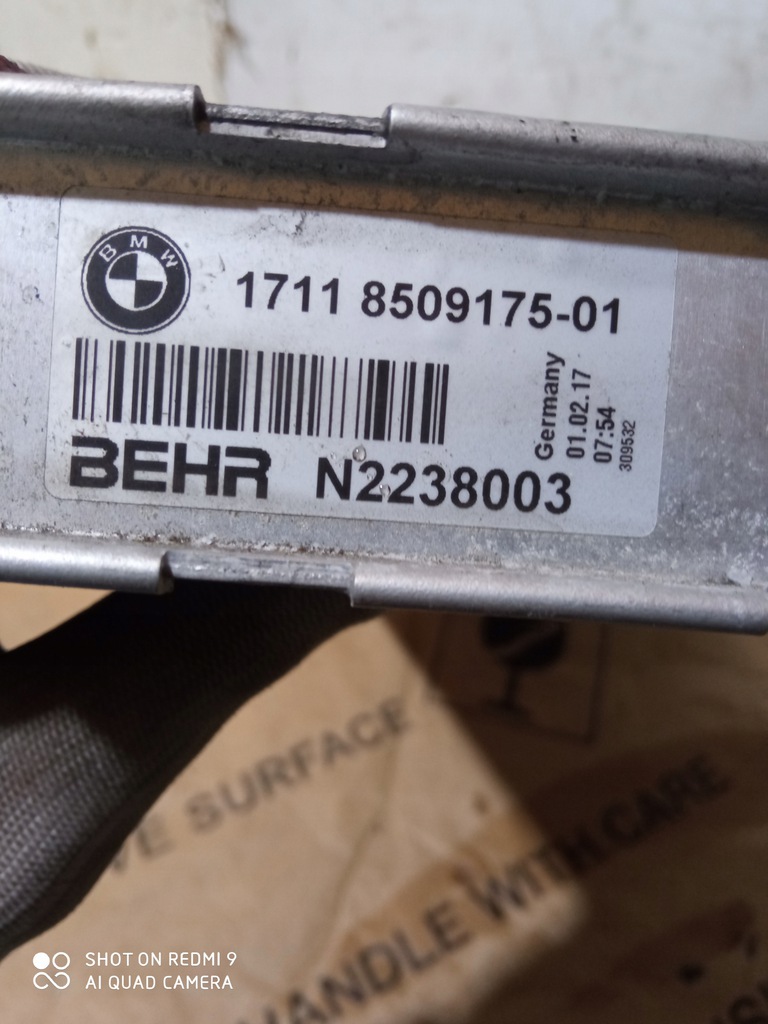 BMW
1711 8509175-01
Germany
01.02.17
07:54
309532
BEHR N2238003
VE SURFACE
HANDLE WITH CARE
SHOT ON REDMI 9
AI QUAD CAMERA